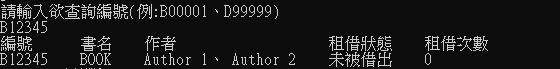 請輸入欲查詢編號(例:B00001、D99999)
B12345
編號 書名 作者 租借狀態 租借次數
B12345 BOOK Author 1、 Author 2 未被借出 0